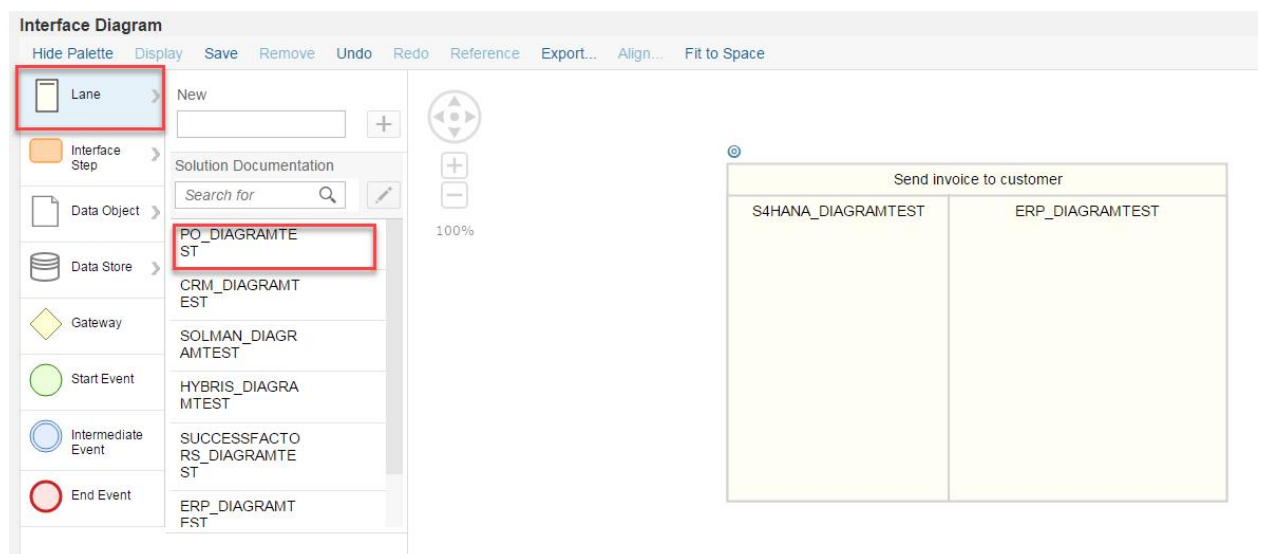 Interface Diagram
Hide Palette Display Save Remove Undo Redo Reference Export... Align... Fit to Space
Lane
New
Interface
Step
Solution Documentation
Search for
Data Object
PO_DIAGRAMTE
ST
Data Store
CRM_DIAGRAMT
EST
Gateway
SOLMAN_DIAGR
AMTEST
Start Event
HYBRIS_DIAGRA
MTEST
Intermediate
Event
SUCCESSFACTO
RS_DIAGRAMTE
ST
End Event
ERP_DIAGRAMT
EST
100%
Send invoice to customer
S4HANA_DIAGRAMTEST ERP_DIAGRAMTEST